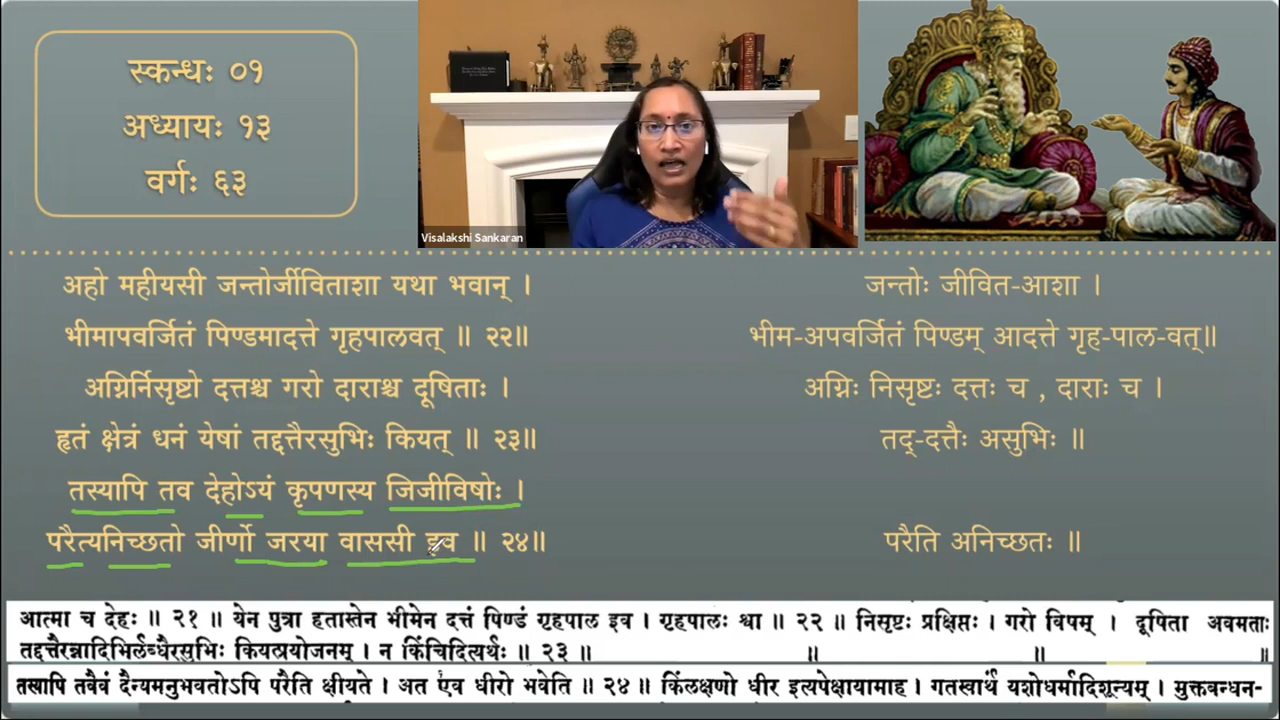 स्कन्धः ०१
अध्यायः १३
वर्गः ६३
Visalakshi Sankaran
अहो महीयसी जन्तोर्जीविताशा यथा भवान् ।
भीमापवर्जितं पिण्डमादत्ते गृहपालवत् ॥ २२॥
अग्निर्निसृष्टो दत्तश्च गरो दाराश्च दूषिताः ।
हृतं क्षेत्रं धनं येषां तद्दत्तैरसुभिः कियत् ॥ २३॥
तस्यापि तव देहोऽयं कृपणस्य जिजीविषोः ।
परैत्यनिच्छतो जीर्णो जरया वाससी इव ॥ २४॥
जन्तोः जीवित-आशा ।
भीम-अपवर्जितं पिण्डम् आदत्ते गृह-पाल-वत्॥
अग्निः निसृष्टः दत्तः च , दाराः च ।
तद्-दत्तैः असुभिः ॥
परैति अनिच्छतः ॥
आत्मा च देहः ॥ २१ ॥ येन पुत्रा हतास्तेन भीमेन दत्तं पिण्डं गृहपाल इव । गृहपालः श्वा ॥ २२ ॥ निसृष्टः प्रक्षिप्तः । गरो विषम् । दूषिता अवमताः
तद्दत्तैरन्नादिभिर्लब्धैरसुभिः कियत्प्रयोजनम् । न किंचिदित्यर्थः ॥ २३ ॥ ॥ ॥ ॥
तस्यापि तवैवं दैन्यमनुभवतोऽपि परैति क्षीयते । अत एव धीरो भवेति ॥ २४ ॥ किंलक्षणो धीर इत्यपेक्षायामाह । गतस्वार्थं यशोधर्मादिशून्यम् । मुक्तबन्धन-